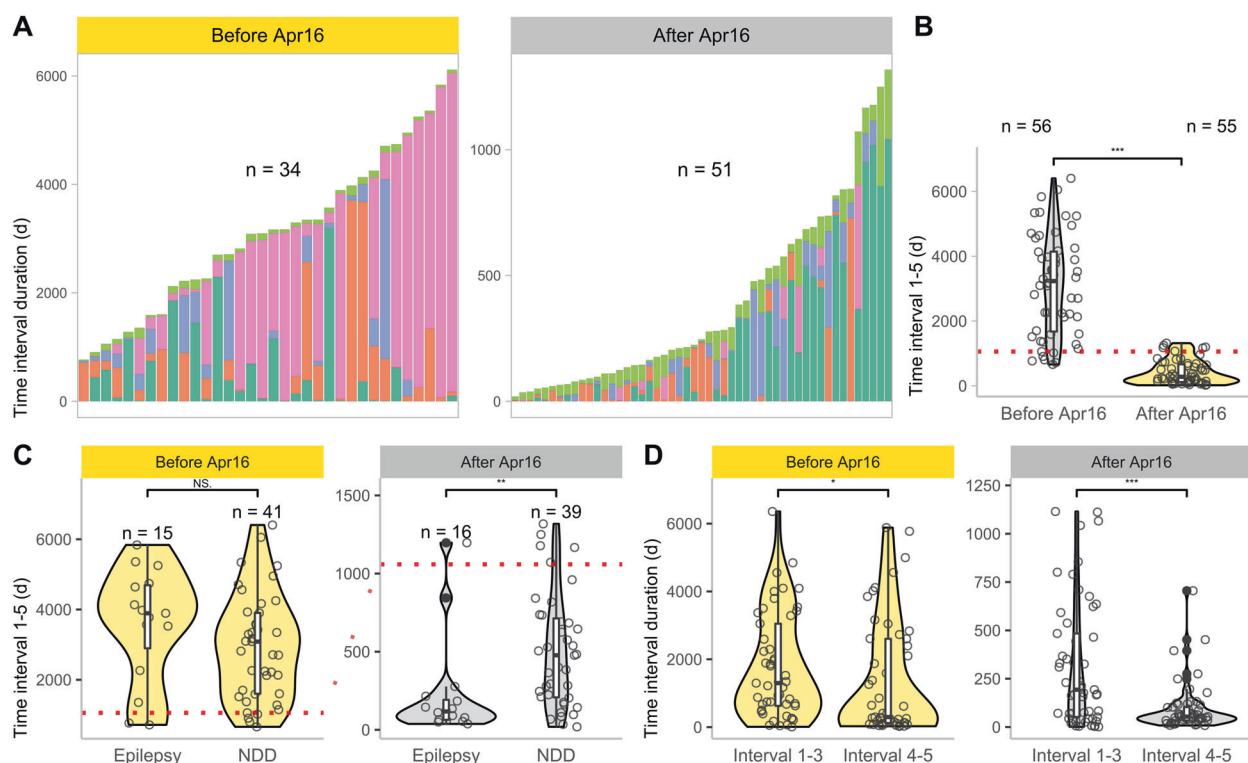 A
Before Apr16
After Apr16
Time interval duration (d)
6000
4000
2000
0
n = 34
1000
500
0
n = 51
B
n = 56
n = 55
***
Time interval 1-5 (d)
6000
4000
2000
0
Before Apr16
After Apr16
C
Before Apr16
After Apr16
Time interval 1-5 (d)
6000
4000
2000
0
NS.
n = 15
n = 41
Epilepsy
NDD
1500
1000
500
0
**
n = 16
n = 39
Epilepsy
NDD
D
Before Apr16
After Apr16
Time interval duration (d)
6000
4000
2000
0
*
Interval 1-3
Interval 4-5
1250
1000
750
500
250
0
***
Interval 1-3
Interval 4-5